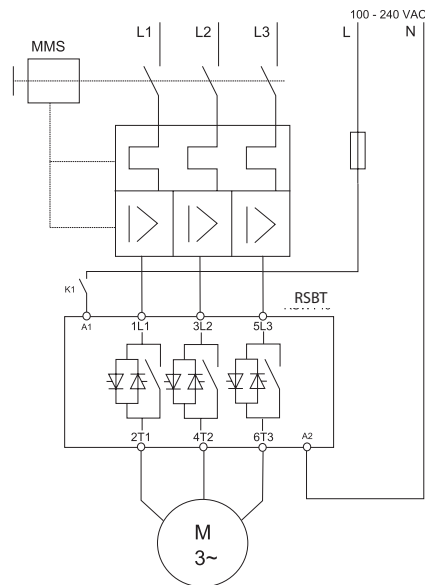 100 - 240 VAC
L1 L2 L3 L N
MMS
K1
RSBT
A1 1L1 3L2 5L3
2T1 4T2 6T3 A2
M
3~